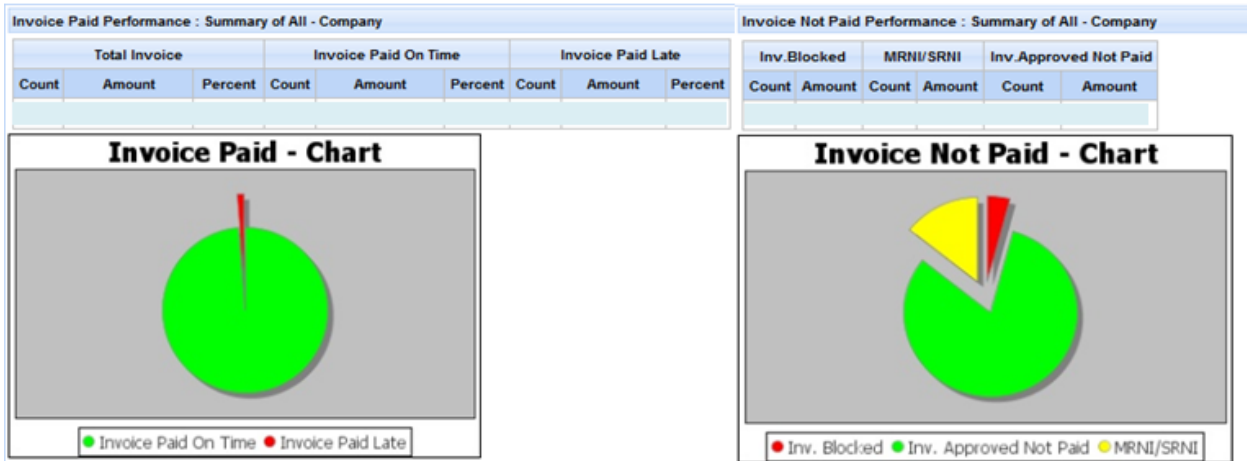 Invoice Paid Performance : Summary of All - Company
Total Invoice Invoice Paid On Time Invoice Paid Late
Count Amount Percent Count Amount Percent Count Amount Percent
Invoice Paid - Chart
Invoice Paid On Time Invoice Paid Late
Invoice Not Paid Performance : Summary of All - Company
Inv.Blocked MRNI/SRNI Inv.Approved Not Paid
Count Amount Count Amount Count Amount
Invoice Not Paid - Chart
Inv. Blocked Inv. Approved Not Paid MRNI/SRNI